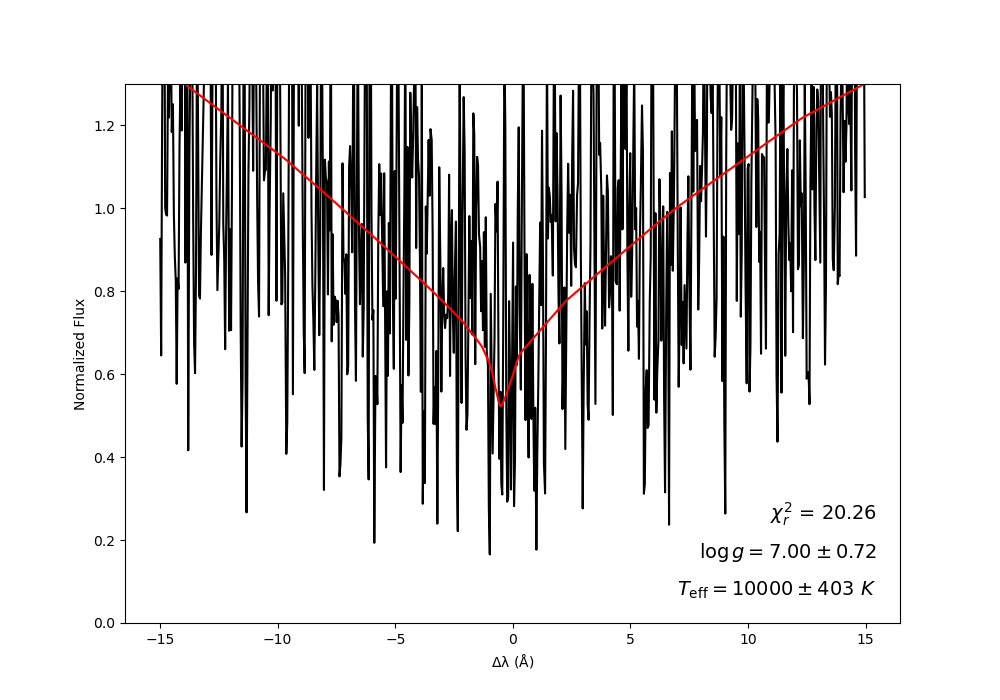 1.2
1.0
0.8
0.6
0.4
0.2
0.0
Normalized Flux
χ²ᵣ = 20.26
log g = 7.00 ± 0.72
T_eff = 10000 ± 403 K
−15 −10 −5 0 5 10 15
Δλ (Å)